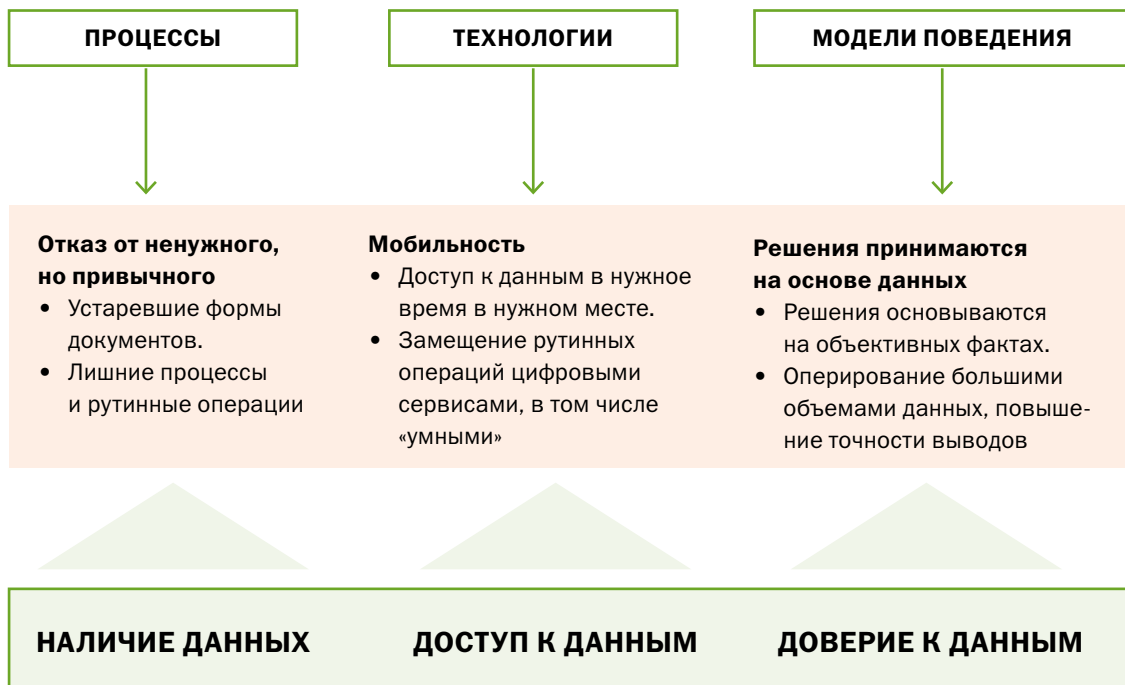 ПРОЦЕССЫ
ТЕХНОЛОГИИ
МОДЕЛИ ПОВЕДЕНИЯ
Отказ от ненужного,
но привычного
• Устаревшие формы
документов.
• Лишние процессы
и рутинные операции
Мобильность
• Доступ к данным в нужное
время в нужном месте.
• Замещение рутинных
операций цифровыми
сервисами, в том числе
«умными»
Решения принимаются
на основе данных
• Решения основываются
на объективных фактах.
• Оперирование большими
объемами данных, повыше-
ние точности выводов
НАЛИЧИЕ ДАННЫХ
ДОСТУП К ДАННЫМ
ДОВЕРИЕ К ДАННЫМ